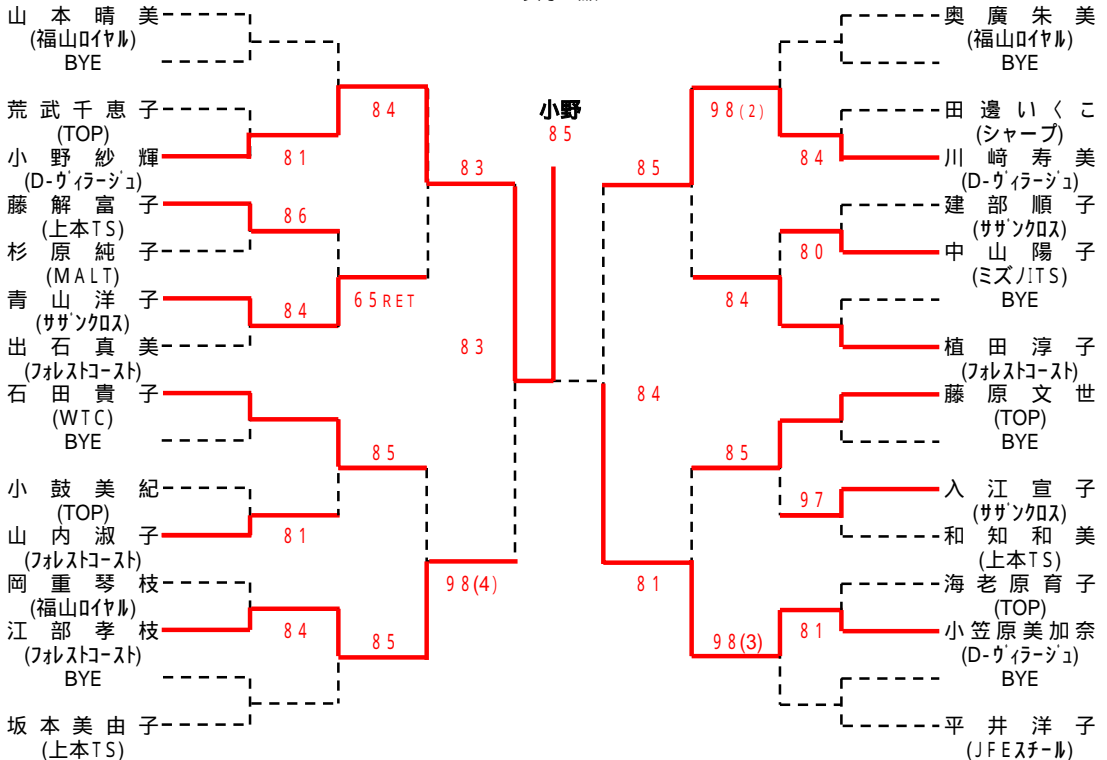 山本晴美
(福山ロイヤル)
BYE
荒武千恵子
(TOP)
81
小野紗輝
(D-ヴィラージュ)
84
藤解富子
(上本TS)
86
杉原純子
(MALT)
65RET
青山洋子
(サザンクロス)
84
出石真美
(フォレストコースト)
83
石田貴子
(WTC)
BYE
85
小鼓美紀
(TOP)
81
山内淑子
(フォレストコースト)
岡重琴枝
(福山ロイヤル)
84
江部孝枝
(フォレストコースト)
85
BYE
坂本美由子
(上本TS)
98(4)
83
小野
85
奥廣朱美
(福山ロイヤル)
BYE
98(2)
田邊いくこ
(シャープ)
84
川﨑寿美
(D-ヴィラージュ)
85
建部順子
(サザンクロス)
80
中山陽子
(ミズノITS)
84
BYE
植田淳子
(フォレストコースト)
84
藤原文世
(TOP)
BYE
85
入江宣子
(サザンクロス)
97
和知和美
(上本TS)
81
海老原育子
(TOP)
81
小笠原美加奈
(D-ヴィラージュ)
98(3)
BYE
平井洋子
(JFEスチール)